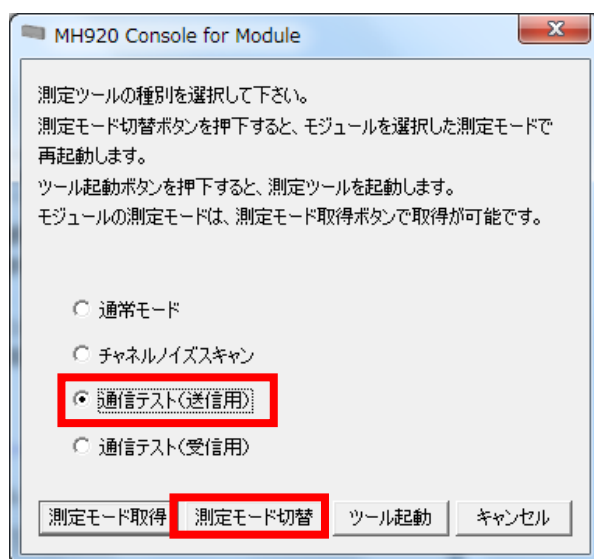 MH920 Console for Module
測定ツールの種別を選択して下さい。
測定モード切替ボタンを押下すると、モジュールを選択した測定モードで
再起動します。
ツール起動ボタンを押下すると、測定ツールを起動します。
モジュールの測定モードは、測定モード取得ボタンで取得が可能です。
通常モード
チャネルノイズスキャン
通信テスト(送信用)
通信テスト(受信用)
測定モード取得 測定モード切替 ツール起動 キャンセル